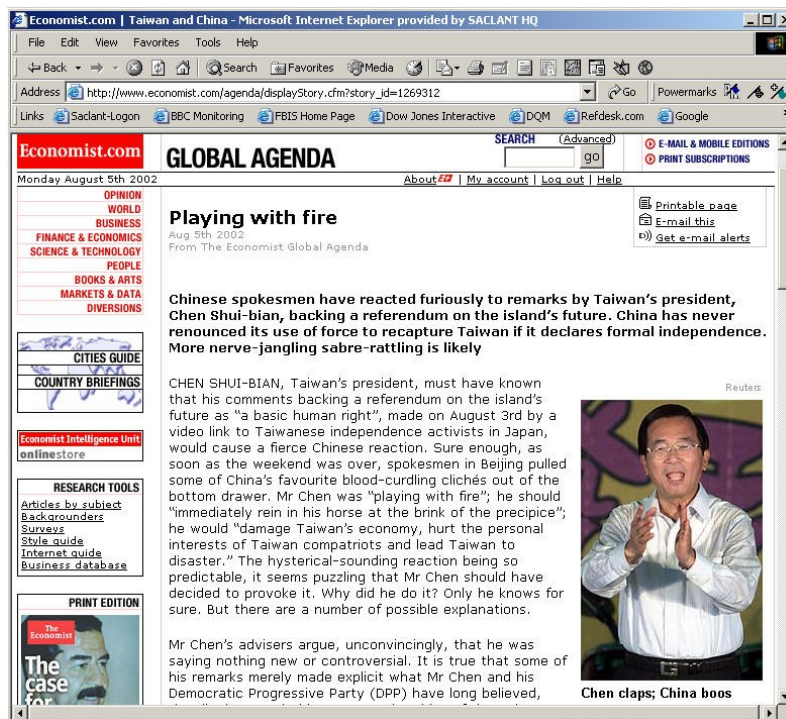 Economist.com | Taiwan and China - Microsoft Internet Explorer provided by SACLANT HQ
File Edit View Favorites Tools Help
Back Search Favorites Media
Address http://www.economist.com/agenda/displayStory.cfm?story_id=1269312 Go Powermarks
Links Saclant-Logon BBC Monitoring FBIS Home Page Dow Jones Interactive DQM Refdesk.com Google
Economist.com
GLOBAL AGENDA
SEARCH (Advanced)
go
E-MAIL & MOBILE EDITIONS
PRINT SUBSCRIPTIONS
Monday August 5th 2002
About | My account | Log out | Help
OPINION
WORLD
BUSINESS
FINANCE & ECONOMICS
SCIENCE & TECHNOLOGY
PEOPLE
BOOKS & ARTS
MARKETS & DATA
DIVERSIONS
CITIES GUIDE
COUNTRY BRIEFINGS
Economist Intelligence Unit
onlinestore
RESEARCH TOOLS
Articles by subject
Backgrounders
Surveys
Style guide
Internet guide
Business database
PRINT EDITION
The
Economist
The
case
for
Playing with fire
Aug 5th 2002
From The Economist Global Agenda
Printable page
E-mail this
Get e-mail alerts
Chinese spokesmen have reacted furiously to remarks by Taiwan's president,
Chen Shui-bian, backing a referendum on the island's future. China has never
renounced its use of force to recapture Taiwan if it declares formal independence.
More nerve-jangling sabre-rattling is likely
CHEN SHUI-BIAN, Taiwan's president, must have known
that his comments backing a referendum on the island's
future as "a basic human right", made on August 3rd by a
video link to Taiwanese independence activists in Japan,
would cause a fierce Chinese reaction. Sure enough, as
soon as the weekend was over, spokesmen in Beijing pulled
some of China's favourite blood-curdling clichés out of the
bottom drawer. Mr Chen was "playing with fire"; he should
"immediately rein in his horse at the brink of the precipice";
he would "damage Taiwan's economy, hurt the personal
interests of Taiwan compatriots and lead Taiwan to
disaster." The hysterical-sounding reaction being so
predictable, it seems puzzling that Mr Chen should have
decided to provoke it. Why did he do it? Only he knows for
sure. But there are a number of possible explanations.
Mr Chen's advisers argue, unconvincingly, that he was
saying nothing new or controversial. It is true that some of
his remarks merely made explicit what Mr Chen and his
Democratic Progressive Party (DPP) have long believed,
Reuters
Chen claps; China boos